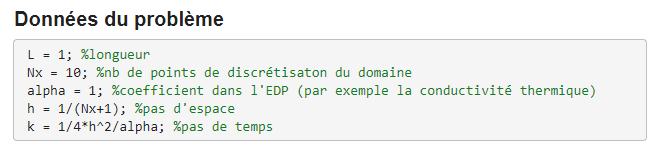 Données du problème
L = 1; %longueur
Nx = 10; %nb de points de discrétisaton du domaine
alpha = 1; %coefficient dans l'EDP (par exemple la conductivité thermique)
h = 1/(Nx+1); %pas d'espace
k = 1/4*h^2/alpha; %pas de temps